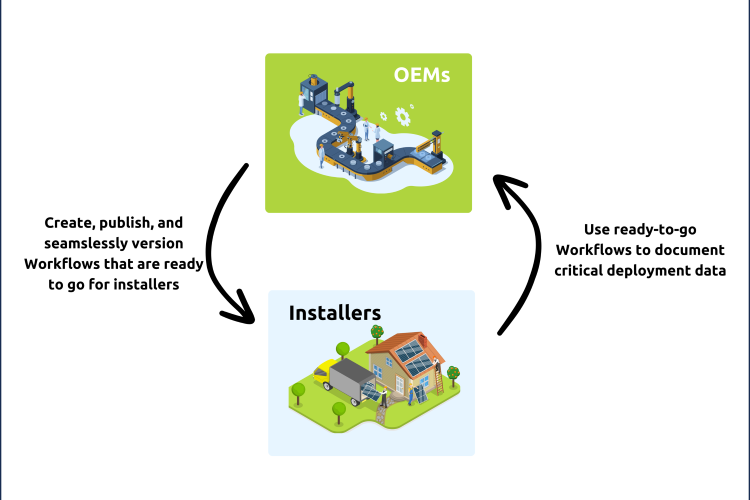 OEMs
Create, publish, and
seamslessly version
Workflows that are ready
to go for installers
Use ready-to-go
Workflows to document
critical deployment data
Installers